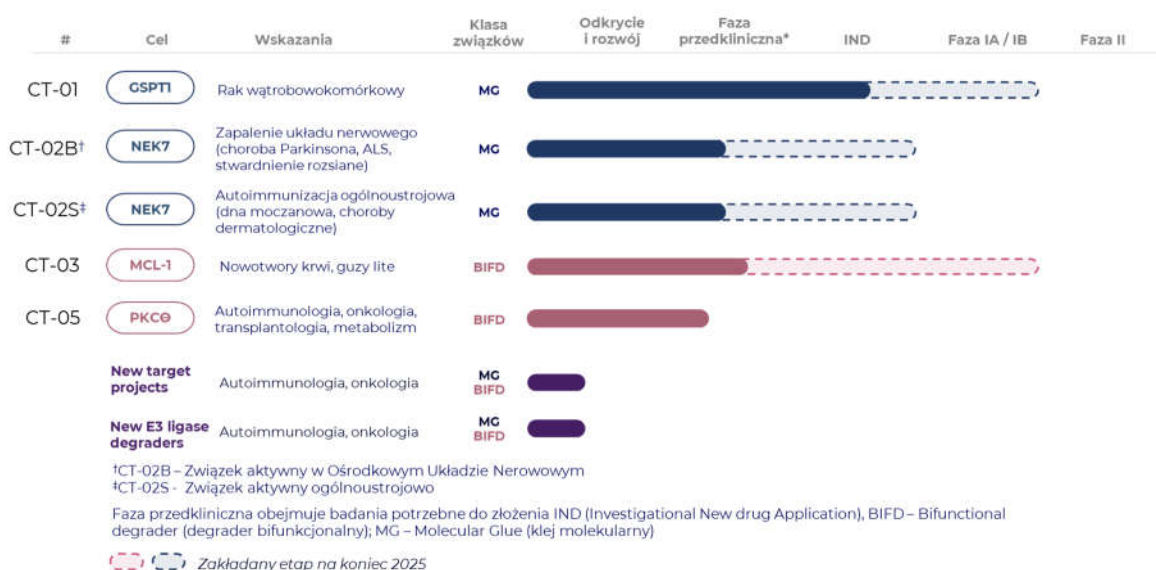 # Cel Wskazania Klasa związków Odkrycie i rozwój Faza przedkliniczna* IND Faza IA / IB Faza II
CT-01 GSPT1 Rak wątrobowokomórkowy MG
CT-02B† NEK7 Zapalenie układu nerwowego
(choroba Parkinsona, ALS,
stwardnienie rozsiane) MG
CT-02S‡ NEK7 Autoimmunizacja ogólnoustrojowa
(dna moczanowa, choroby
dermatologiczne) MG
CT-03 MCL-1 Nowotwory krwi, guzy lite BIFD
CT-05 PKCΘ Autoimmunologia, onkologia,
transplantologia, metabolizm BIFD
New target
projects Autoimmunologia, onkologia MG
BIFD
New E3 ligase
degraders Autoimmunologia, onkologia MG
BIFD
†CT-02B – Związek aktywny w Ośrodkowym Układzie Nerowowym
‡CT-02S - Związek aktywny ogólnoustrojowo
Faza przedkliniczna obejmuje badania potrzebne do złożenia IND (Investigational New drug Application), BIFD – Bifunctional
degrader (degrader bifunkcjonalny); MG – Molecular Glue (klej molekularny)
Zakładany etap na koniec 2025